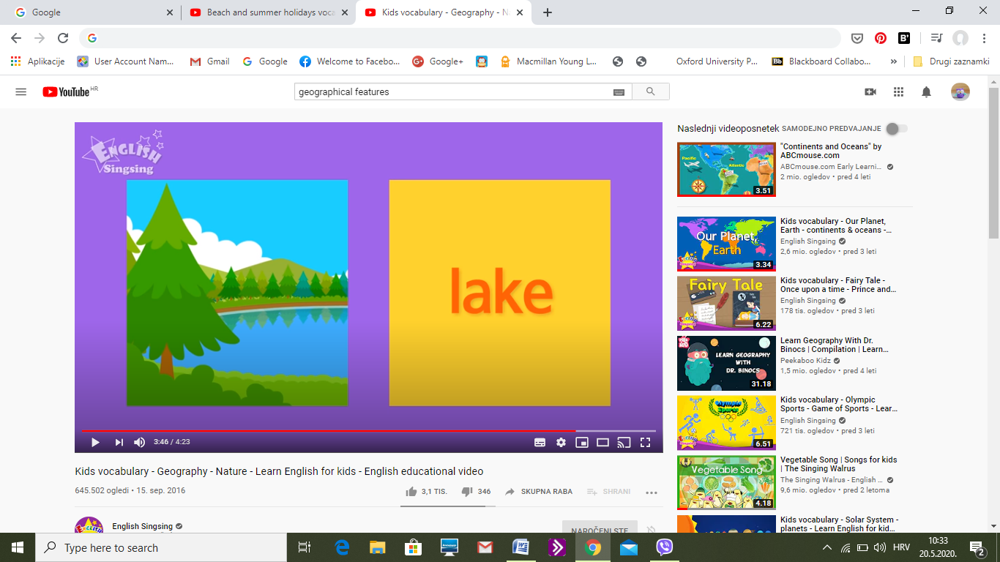 Google
Beach and summer holidays voca
Kids vocabulary - Geography - N
Aplikacije
User Account Nam...
Gmail
Google
Welcome to Facebo...
Google+
Macmillan Young L...
Oxford University P...
Bb
Blackboard Collabo...
»
Drugi zaznamki
YouTube HR
geographical features
ENGLISH
Singsing
lake
3:46 / 4:23
Kids vocabulary - Geography - Nature - Learn English for kids - English educational video
645.502 ogledi • 15. sep. 2016
3,1 TIS.
346
SKUPNA RABA
SHRANI
English Singsing
NAROČENI STE
Naslednji videoposnetek
SAMODEJNO PREDVAJANJE
Pacific
Atlantic
3.51
"Continents and Oceans" by
ABCmouse.com
ABCmouse.com Early Learni...
2 mio. ogledov • pred 4 leti
Our Planet,
Earth
3.34
Kids vocabulary - Our Planet,
Earth - continents & oceans -...
English Singsing
2,6 mio. ogledov • pred 3 leti
Fairy Tale
6.22
Kids vocabulary - Fairy Tale -
Once upon a time - Prince and...
English Singsing
178 tis. ogledov • pred 3 leti
LEARN GEOGRAPHY
WITH
DR. BINOCS
31.18
Learn Geography With Dr.
Binocs | Compilation | Learn...
Peekaboo Kidz
1,5 mio. ogledov • pred 4 leti
Olympic
Sports
6.51
Kids vocabulary - Olympic
Sports - Game of Sports - Lear...
English Singsing
721 tis. ogledov • pred 3 leti
Vegetable Song
4.18
Vegetable Song | Songs for kids
| The Singing Walrus
The Singing Walrus - English ...
9,6 mio. ogledov • pred 2 letoma
Kids vocabulary - Solar System -
planets - Learn English for kid...
Type here to search
HRV
10:33
20.5.2020.
2